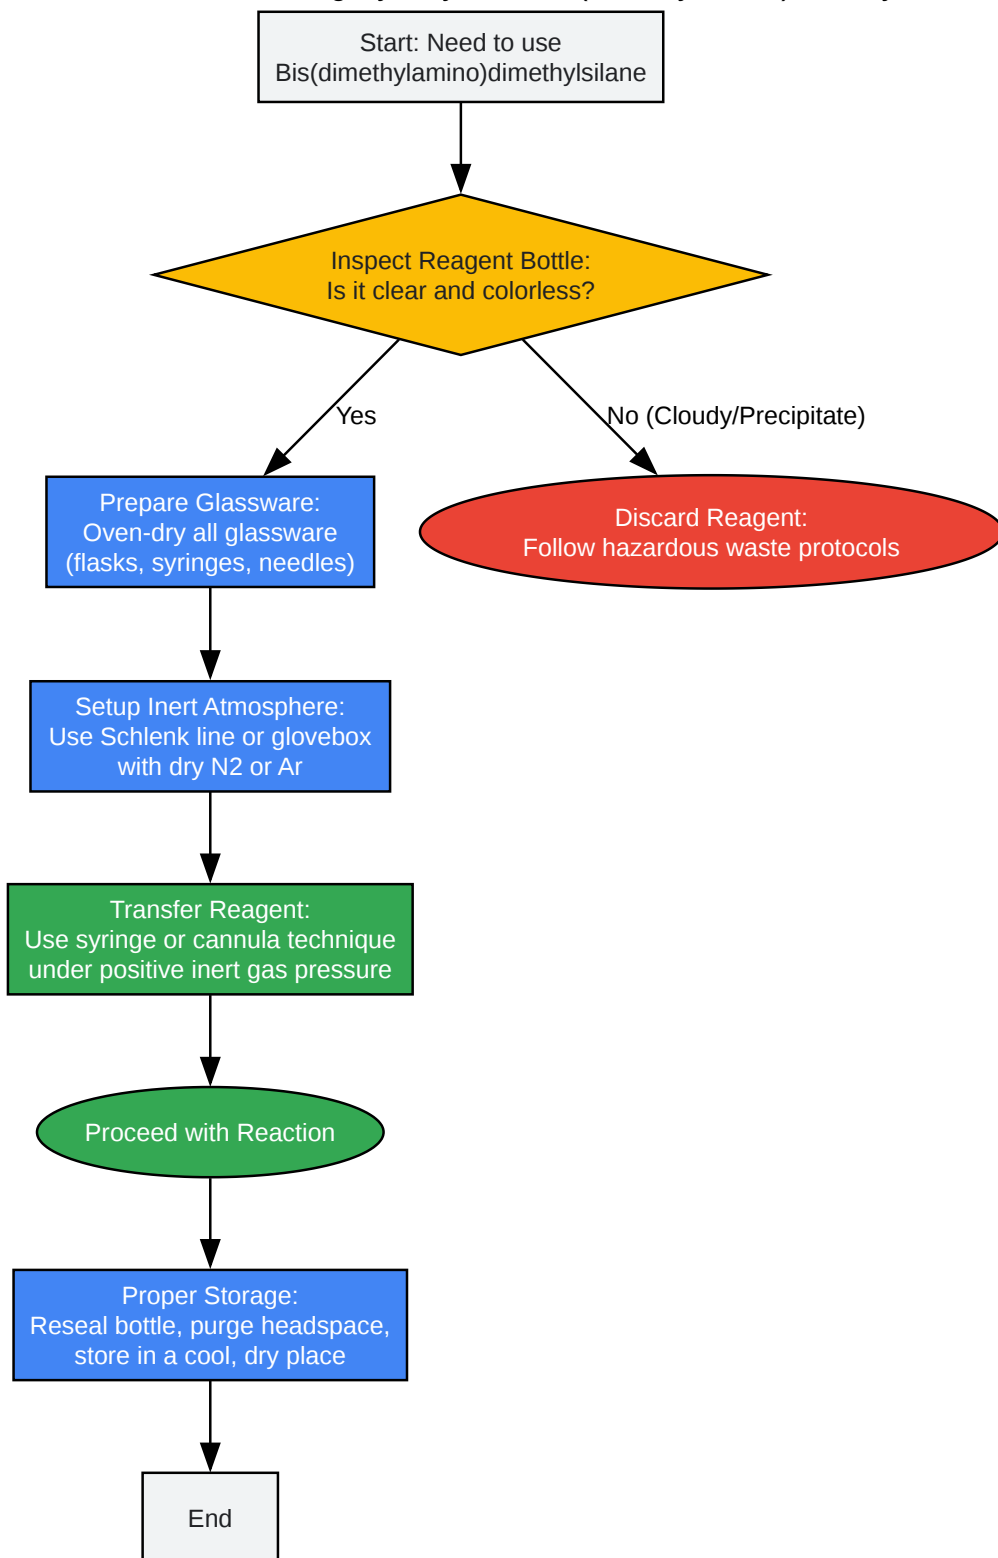 Start: Need to use
Bis(dimethylamino)dimethylsilane
Inspect Reagent Bottle:
Is it clear and colorless?
Yes
No (Cloudy/Precipitate)
Prepare Glassware:
Oven-dry all glassware
(flasks, syringes, needles)
Discard Reagent:
Follow hazardous waste protocols
Setup Inert Atmosphere:
Use Schlenk line or glovebox
with dry N2 or Ar
Transfer Reagent:
Use syringe or cannula technique
under positive inert gas pressure
Proceed with Reaction
Proper Storage:
Reseal bottle, purge headspace,
store in a cool, dry place
End